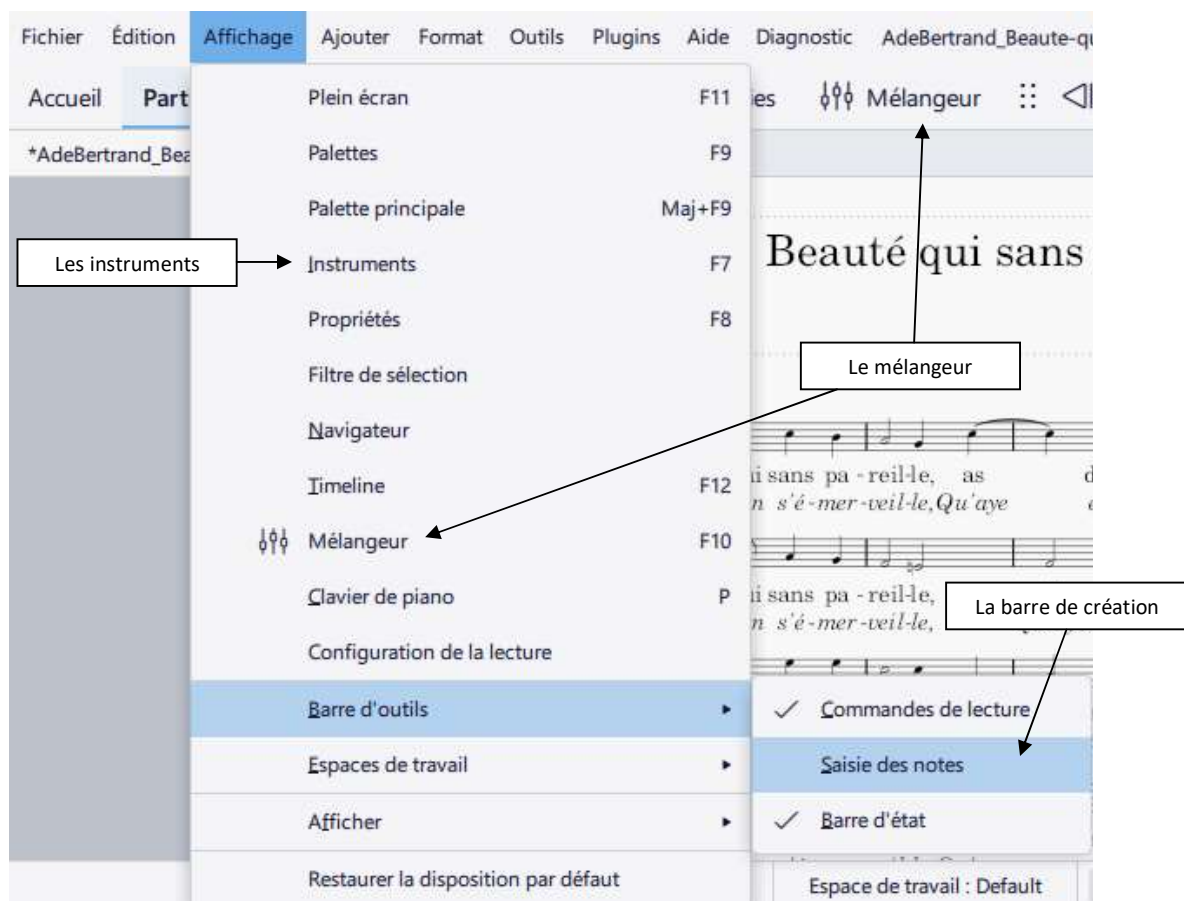 Fichier Édition Affichage Ajouter Format Outils Plugins Aide Diagnostic AdeBertrand_Beaute-qu
Accueil Part ies Mélangeur
*AdeBertrand_Bea
Plein écran F11
Palettes F9
Palette principale Maj+F9
Les instruments
Instruments F7
Beauté qui sans
Propriétés F8
Le mélangeur
Filtre de sélection
Navigateur
Timeline F12
i sans pa - reil-le, as d
n s'é-mer-veil-le, Qu'aye
Mélangeur F10
Clavier de piano P
i sans pa - reil-le,
n s'é-mer-veil-le,
La barre de création
Configuration de la lecture
Barre d'outils
Commandes de lecture
Espaces de travail
Saisie des notes
Afficher
Barre d'état
Restaurer la disposition par défaut
Espace de travail : Default